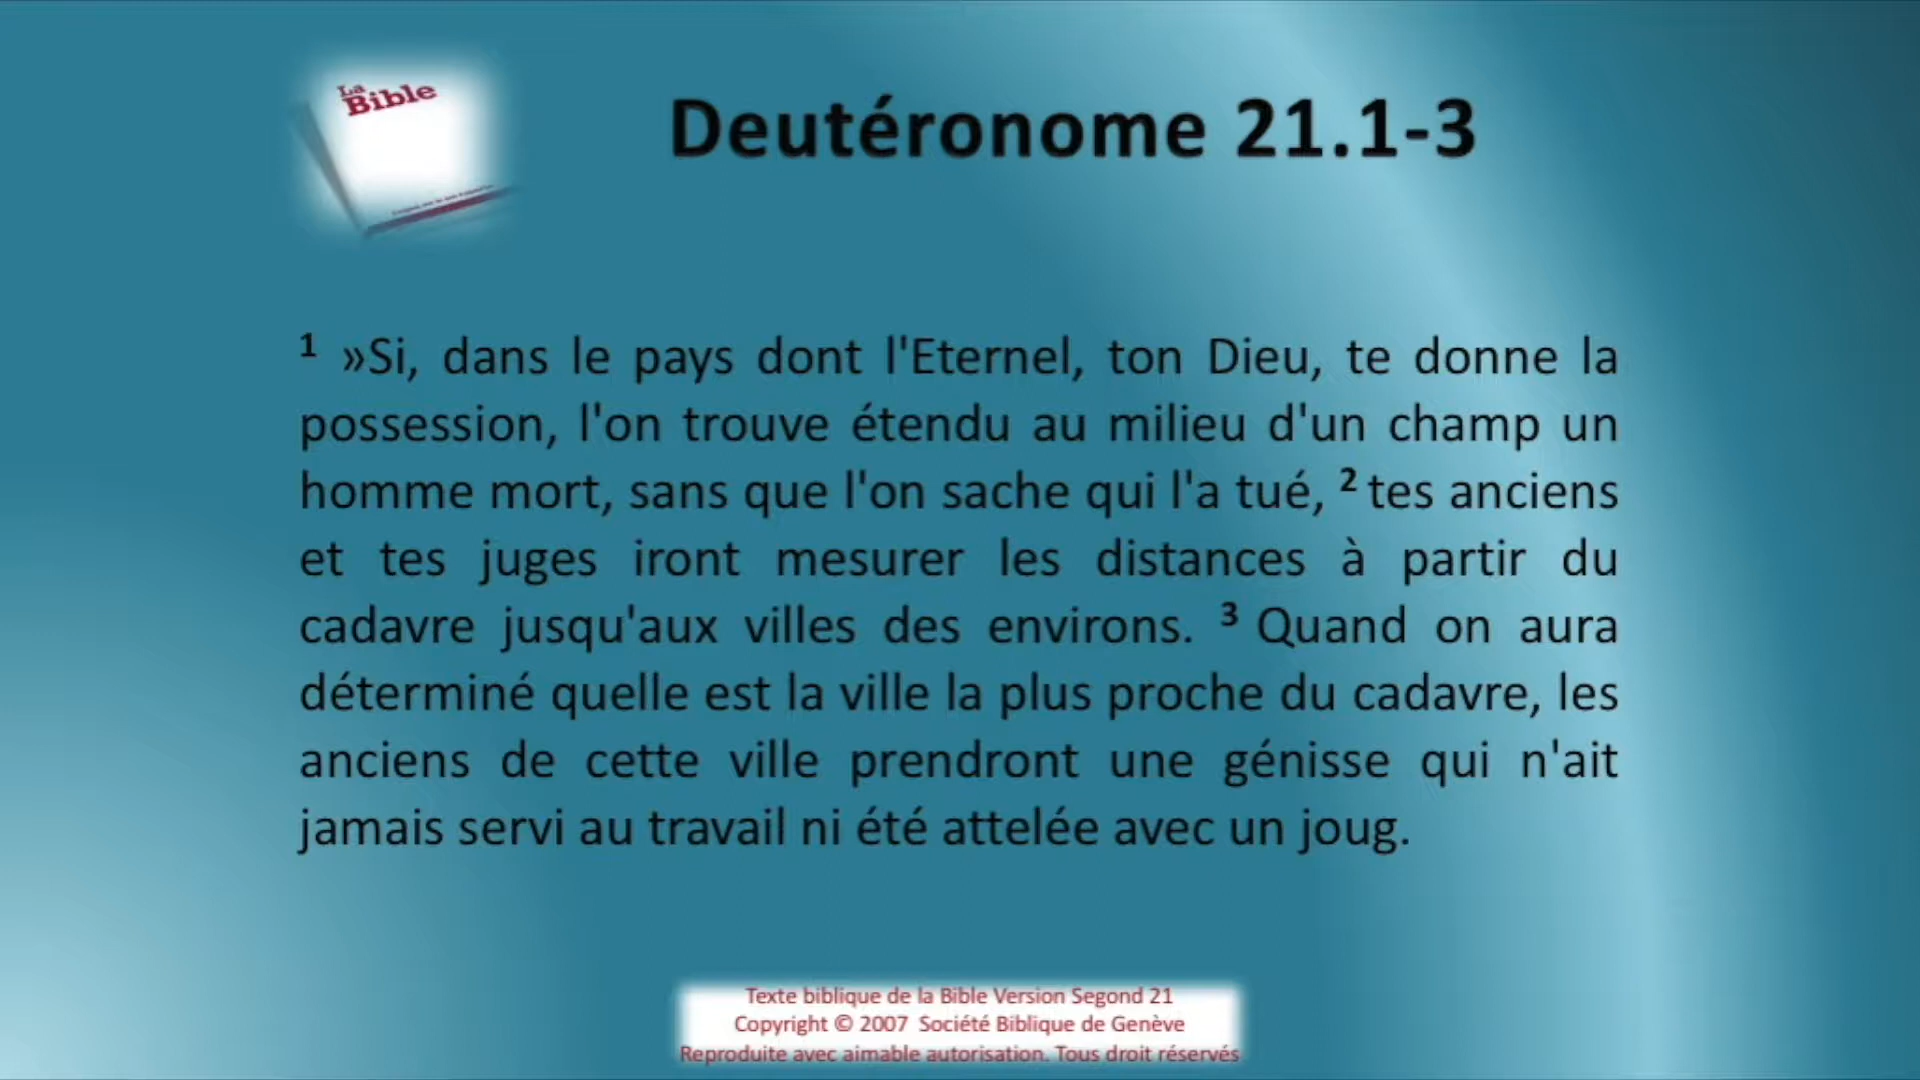 La
Bible
Deutéronome 21.1-3
1 »Si, dans le pays dont l'Eternel, ton Dieu, te donne la
possession, l'on trouve étendu au milieu d'un champ un
homme mort, sans que l'on sache qui l'a tué, 2 tes anciens
et tes juges iront mesurer les distances à partir du
cadavre jusqu'aux villes des environs. 3 Quand on aura
déterminé quelle est la ville la plus proche du cadavre, les
anciens de cette ville prendront une génisse qui n'ait
jamais servi au travail ni été attelée avec un joug.
Texte biblique de la Bible Version Segond 21
Copyright © 2007 Société Biblique de Genève
Reproduite avec aimable autorisation. Tous droit réservés